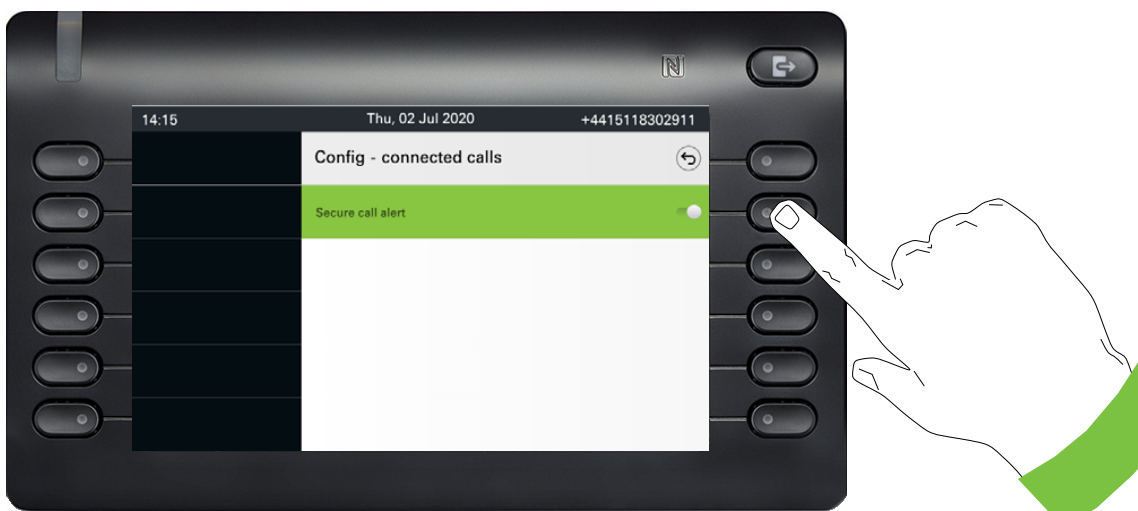 14:15 Thu, 02 Jul 2020 +4415118302911
Config - connected calls
Secure call alert